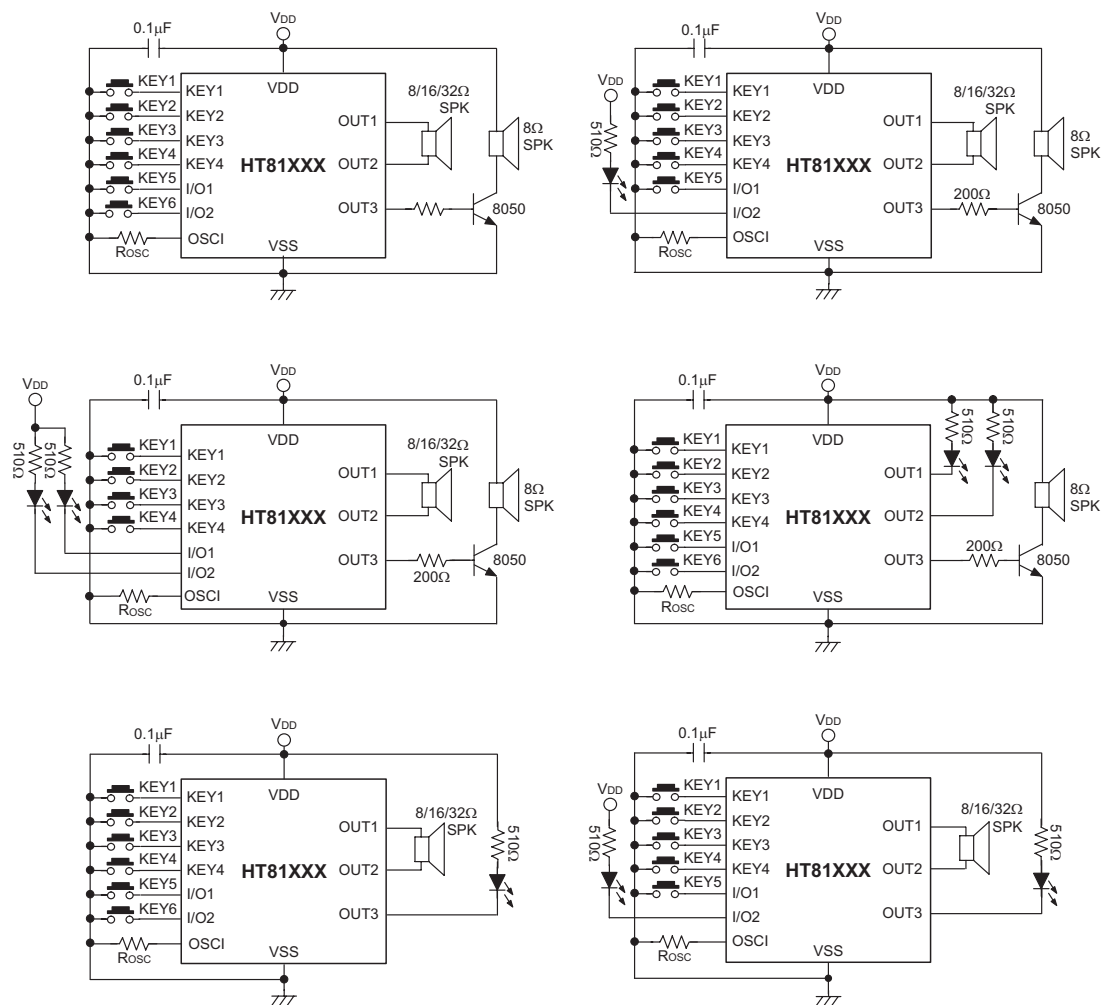 VDD
0.1μF
KEY1
KEY2
KEY3
KEY4
KEY5
KEY6
KEY1
KEY2
KEY3
KEY4
I/O1
I/O2
OSCI
ROSC
VDD
HT81XXX
VSS
OUT1
OUT2
OUT3
8/16/32Ω
SPK
8Ω
SPK
8050
VDD
0.1μF
VDD
510Ω
KEY1
KEY2
KEY3
KEY4
KEY5
KEY1
KEY2
KEY3
KEY4
I/O1
I/O2
OSCI
ROSC
VDD
HT81XXX
VSS
OUT1
OUT2
OUT3
8/16/32Ω
SPK
8Ω
SPK
200Ω
8050
VDD
0.1μF
VDD
510Ω
510Ω
KEY1
KEY2
KEY3
KEY4
KEY1
KEY2
KEY3
KEY4
I/O1
I/O2
OSCI
ROSC
VDD
HT81XXX
VSS
OUT1
OUT2
OUT3
8/16/32Ω
SPK
8Ω
SPK
200Ω
8050
VDD
0.1μF
KEY1
KEY2
KEY3
KEY4
KEY5
KEY6
KEY1
KEY2
KEY3
KEY4
I/O1
I/O2
OSCI
ROSC
VDD
HT81XXX
VSS
OUT1
OUT2
OUT3
510Ω
510Ω
8Ω
SPK
200Ω
8050
VDD
0.1μF
KEY1
KEY2
KEY3
KEY4
KEY5
KEY6
KEY1
KEY2
KEY3
KEY4
I/O1
I/O2
OSCI
ROSC
VDD
HT81XXX
VSS
OUT1
OUT2
OUT3
8/16/32Ω
SPK
510Ω
VDD
0.1μF
VDD
510Ω
KEY1
KEY2
KEY3
KEY4
KEY5
KEY1
KEY2
KEY3
KEY4
I/O1
I/O2
OSCI
ROSC
VDD
HT81XXX
VSS
OUT1
OUT2
OUT3
8/16/32Ω
SPK
510Ω